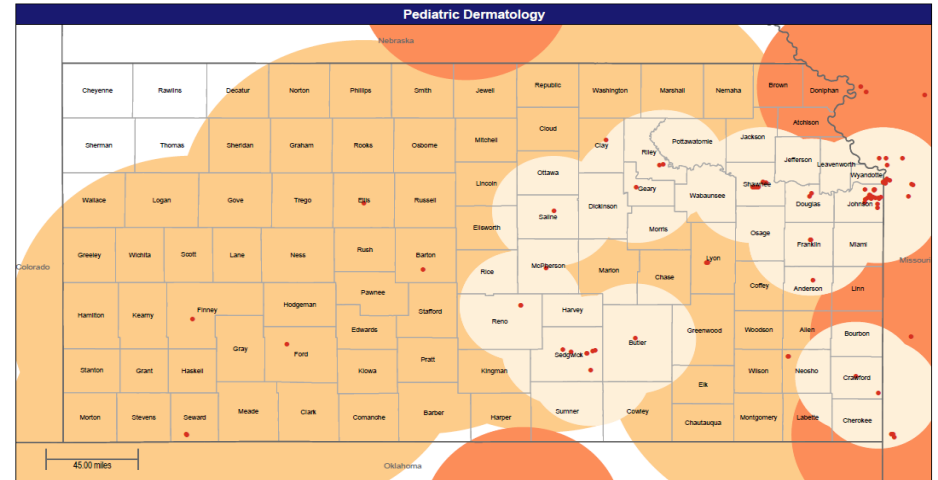 Pediatric Dermatology
Nebraska
Cheyenne Rawlins Decatur Norton Phillips Smith Jewell Republic Washington Marshall Nemaha Brown Doniphan
Atchison
Cloud
Sherman Thomas Sheridan Graham Rooks Osborne Mitchell Clay Riley Pottawatomie Jackson
Jefferson Leavenworth
Ottawa Wyandotte
Lincoln Shawnee
Geary Wabaunsee
Wallace Logan Gove Trego Ellis Russell Dickinson Douglas Johnson
Saline
Ellsworth Morris Osage
Franklin Miami
Greeley Wichita Scott Lane Ness Rush Barton Lyon
Colorado Rice McPherson Marion Chase Missouri
Pawnee Coffey Anderson Linn
Hodgeman
Hamilton Kearny Finney Stafford Reno Harvey
Edwards Greenwood Woodson Allen Bourbon
Gray Ford Butler
Sedgwick
Pratt
Stanton Grant Haskell Kiowa Kingman Wilson Neosho Crawford
Elk
Morton Stevens Seward Meade Clark Comanche Barber Harper Sumner Cowley Chautauqua Montgomery Labette Cherokee
45.00 miles
Oklahoma